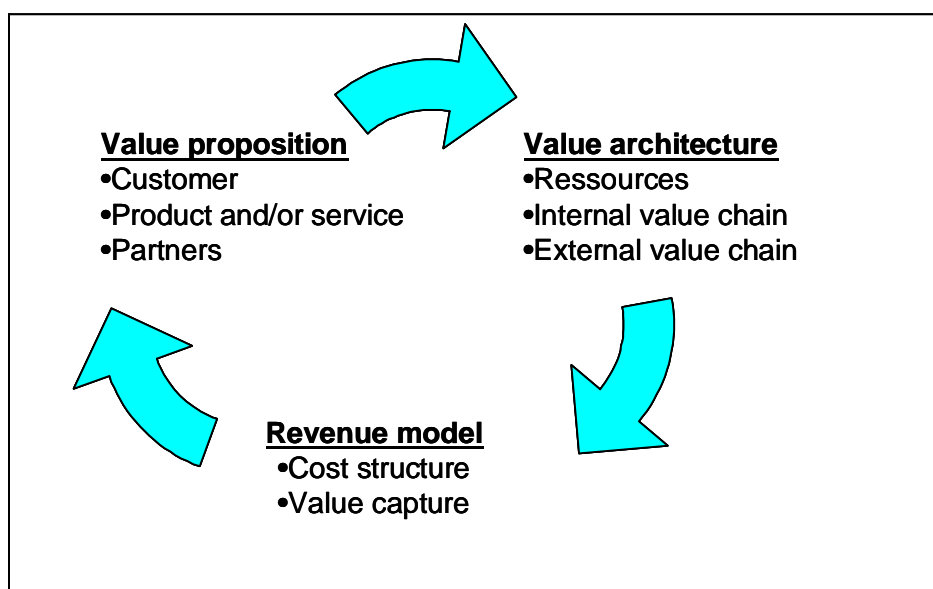 Value proposition
•Customer
•Product and/or service
•Partners
Value architecture
•Ressources
•Internal value chain
•External value chain
Revenue model
•Cost structure
•Value capture